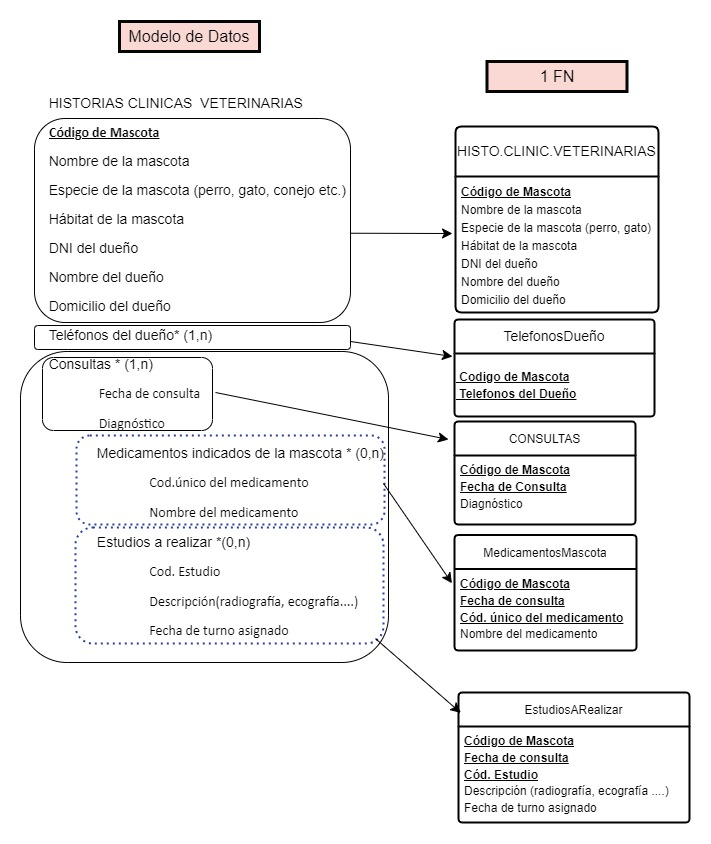 Modelo de Datos
HISTORIAS CLINICAS VETERINARIAS
Código de Mascota
Nombre de la mascota
Especie de la mascota (perro, gato, conejo etc.)
Hábitat de la mascota
DNI del dueño
Nombre del dueño
Domicilio del dueño
Teléfonos del dueño* (1,n)
Consultas * (1,n)
Fecha de consulta
Diagnóstico
Medicamentos indicados de la mascota * (0,n)
Cod.único del medicamento
Nombre del medicamento
Estudios a realizar *(0,n)
Cod. Estudio
Descripción(radiografía, ecografía....)
Fecha de turno asignado
1 FN
HISTO.CLINIC.VETERINARIAS
Código de Mascota
Nombre de la mascota
Especie de la mascota (perro, gato)
Hábitat de la mascota
DNI del dueño
Nombre del dueño
Domicilio del dueño
TelefonosDueño
Codigo de Mascota
Telefonos del Dueño
CONSULTAS
Código de Mascota
Fecha de Consulta
Diagnóstico
MedicamentosMascota
Código de Mascota
Fecha de consulta
Cód. único del medicamento
Nombre del medicamento
EstudiosARealizar
Código de Mascota
Fecha de consulta
Cód. Estudio
Descripción (radiografía, ecografía ....)
Fecha de turno asignado